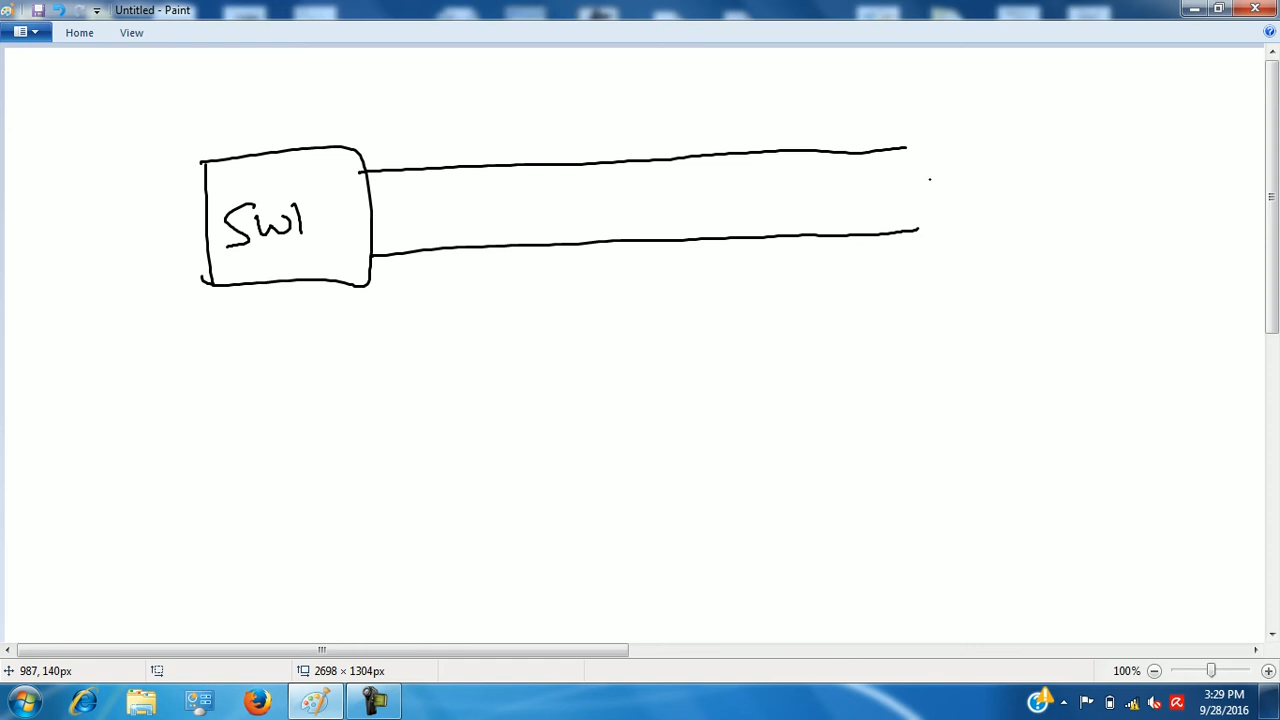 Untitled - Paint
Home View
SW1
987, 140px
2698 × 1304px
100%
3:29 PM
9/28/2016